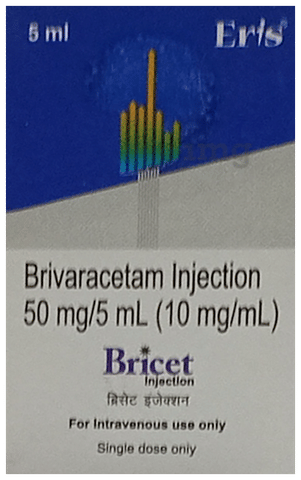 5 ml Eris
Brivaracetam Injection
50 mg/5 mL (10 mg/mL)
Bricet
Injection
ब्रिसेट इंजेक्शन
For Intravenous use only
Single dose only